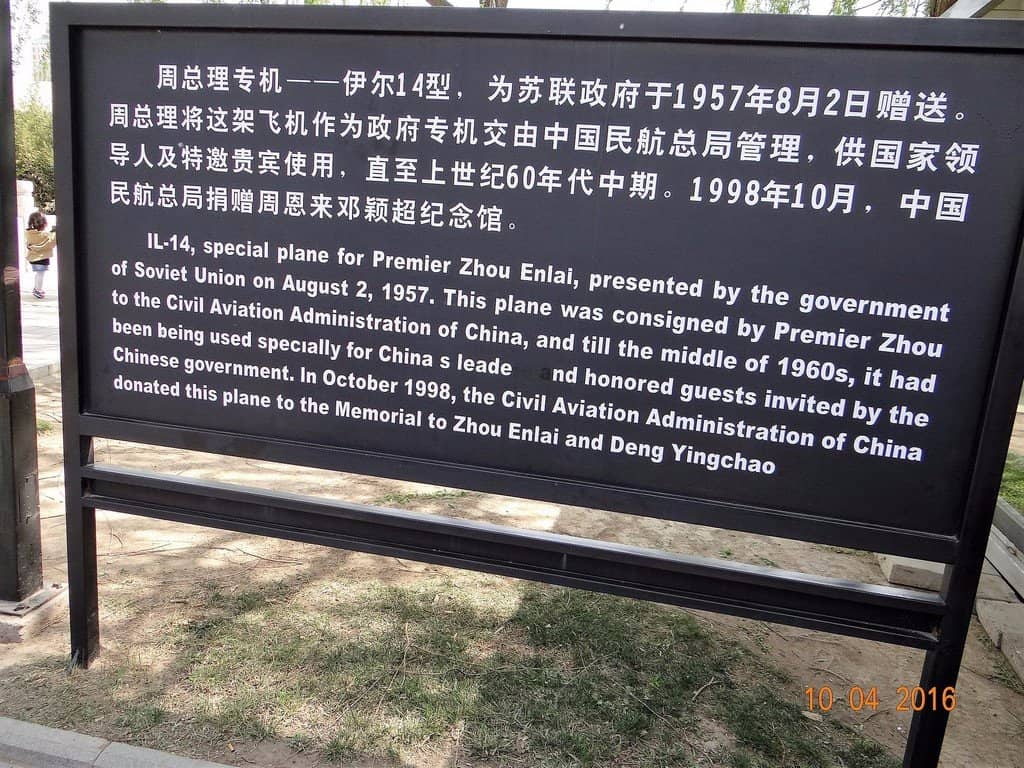 周总理专机——伊尔14型，为苏联政府于1957年8月2日赠送。
周总理将这架飞机作为政府专机交由中国民航总局管理，供国家领
导人及特邀贵宾使用，直至上世纪60年代中期。1998年10月，中国
民航总局捐赠周恩来邓颖超纪念馆。
IL-14, special plane for Premier Zhou Enlai, presented by the government
of Soviet Union on August 2, 1957. This plane was consigned by Premier Zhou
to the Civil Aviation Administration of China, and till the middle of 1960s, it had
been being used specially for China s leade and honored guests invited by the
Chinese government. In October 1998, the Civil Aviation Administration of China
donated this plane to the Memorial to Zhou Enlai and Deng Yingchao
10 04 2016